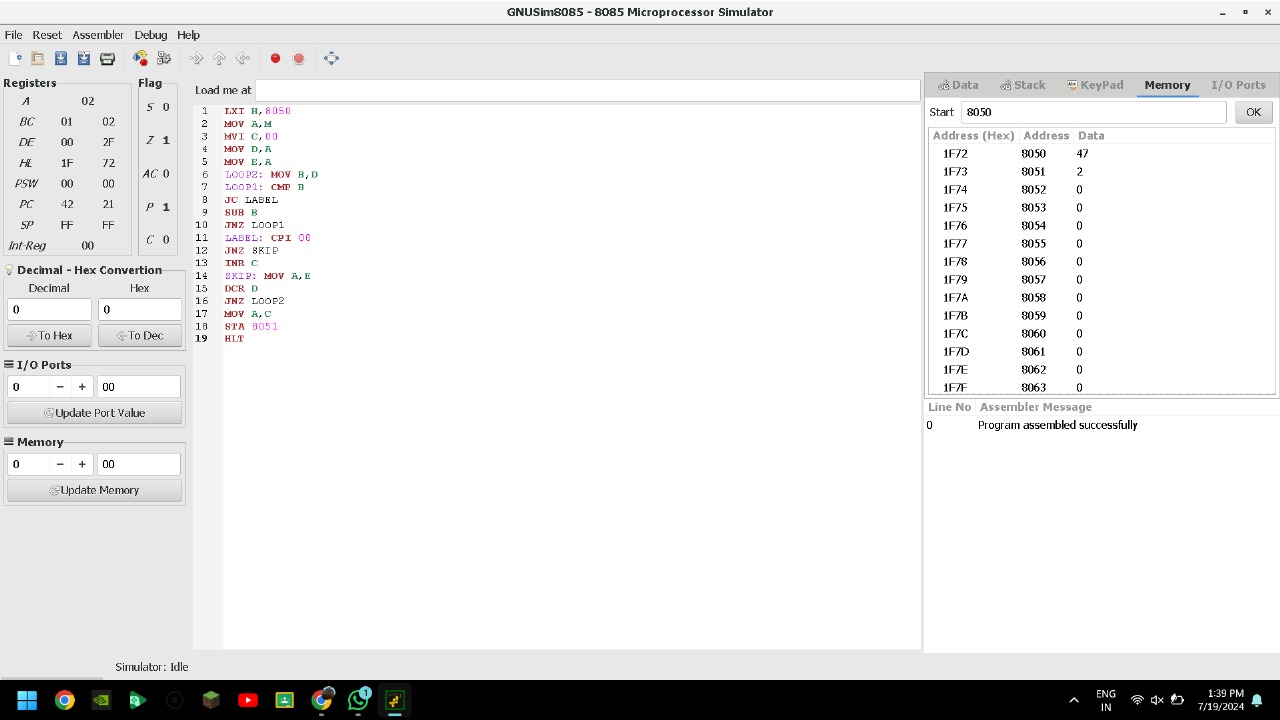 GNUSim8085 - 8085 Microprocessor Simulator
File Reset Assembler Debug Help
Registers
A 02
BC 01 02
DE 00 2F
HL 1F 72
PSW 00 00
PC 42 21
SP FF FF
Int-Reg 00
Flag
S 0
Z 1
AC 0
P 1
C 0
Decimal - Hex Convertion
Decimal Hex
0 0
To Hex To Dec
I/O Ports
0 − + 00
Update Port Value
Memory
0 − + 00
Update Memory
Load me at
1 LXI H,8050
2 MOV A,M
3 MVI C,00
4 MOV D,A
5 MOV E,A
6 LOOP2: MOV B,D
7 LOOP1: CMP B
8 JC LABEL
9 SUB B
10 JNZ LOOP1
11 LABEL: CPI 00
12 JNZ SKIP
13 INR C
14 SKIP: MOV A,E
15 DCR D
16 JNZ LOOP2
17 MOV A,C
18 STA 8051
19 HLT
Data Stack KeyPad Memory I/O Ports
Start 8050 OK
Address (Hex) Address Data
1F72 8050 47
1F73 8051 2
1F74 8052 0
1F75 8053 0
1F76 8054 0
1F77 8055 0
1F78 8056 0
1F79 8057 0
1F7A 8058 0
1F7B 8059 0
1F7C 8060 0
1F7D 8061 0
1F7E 8062 0
1F7F 8063 0
Line No Assembler Message
0 Program assembled successfully
Simulator: Idle
1
ENG
IN
1:39 PM
7/19/2024